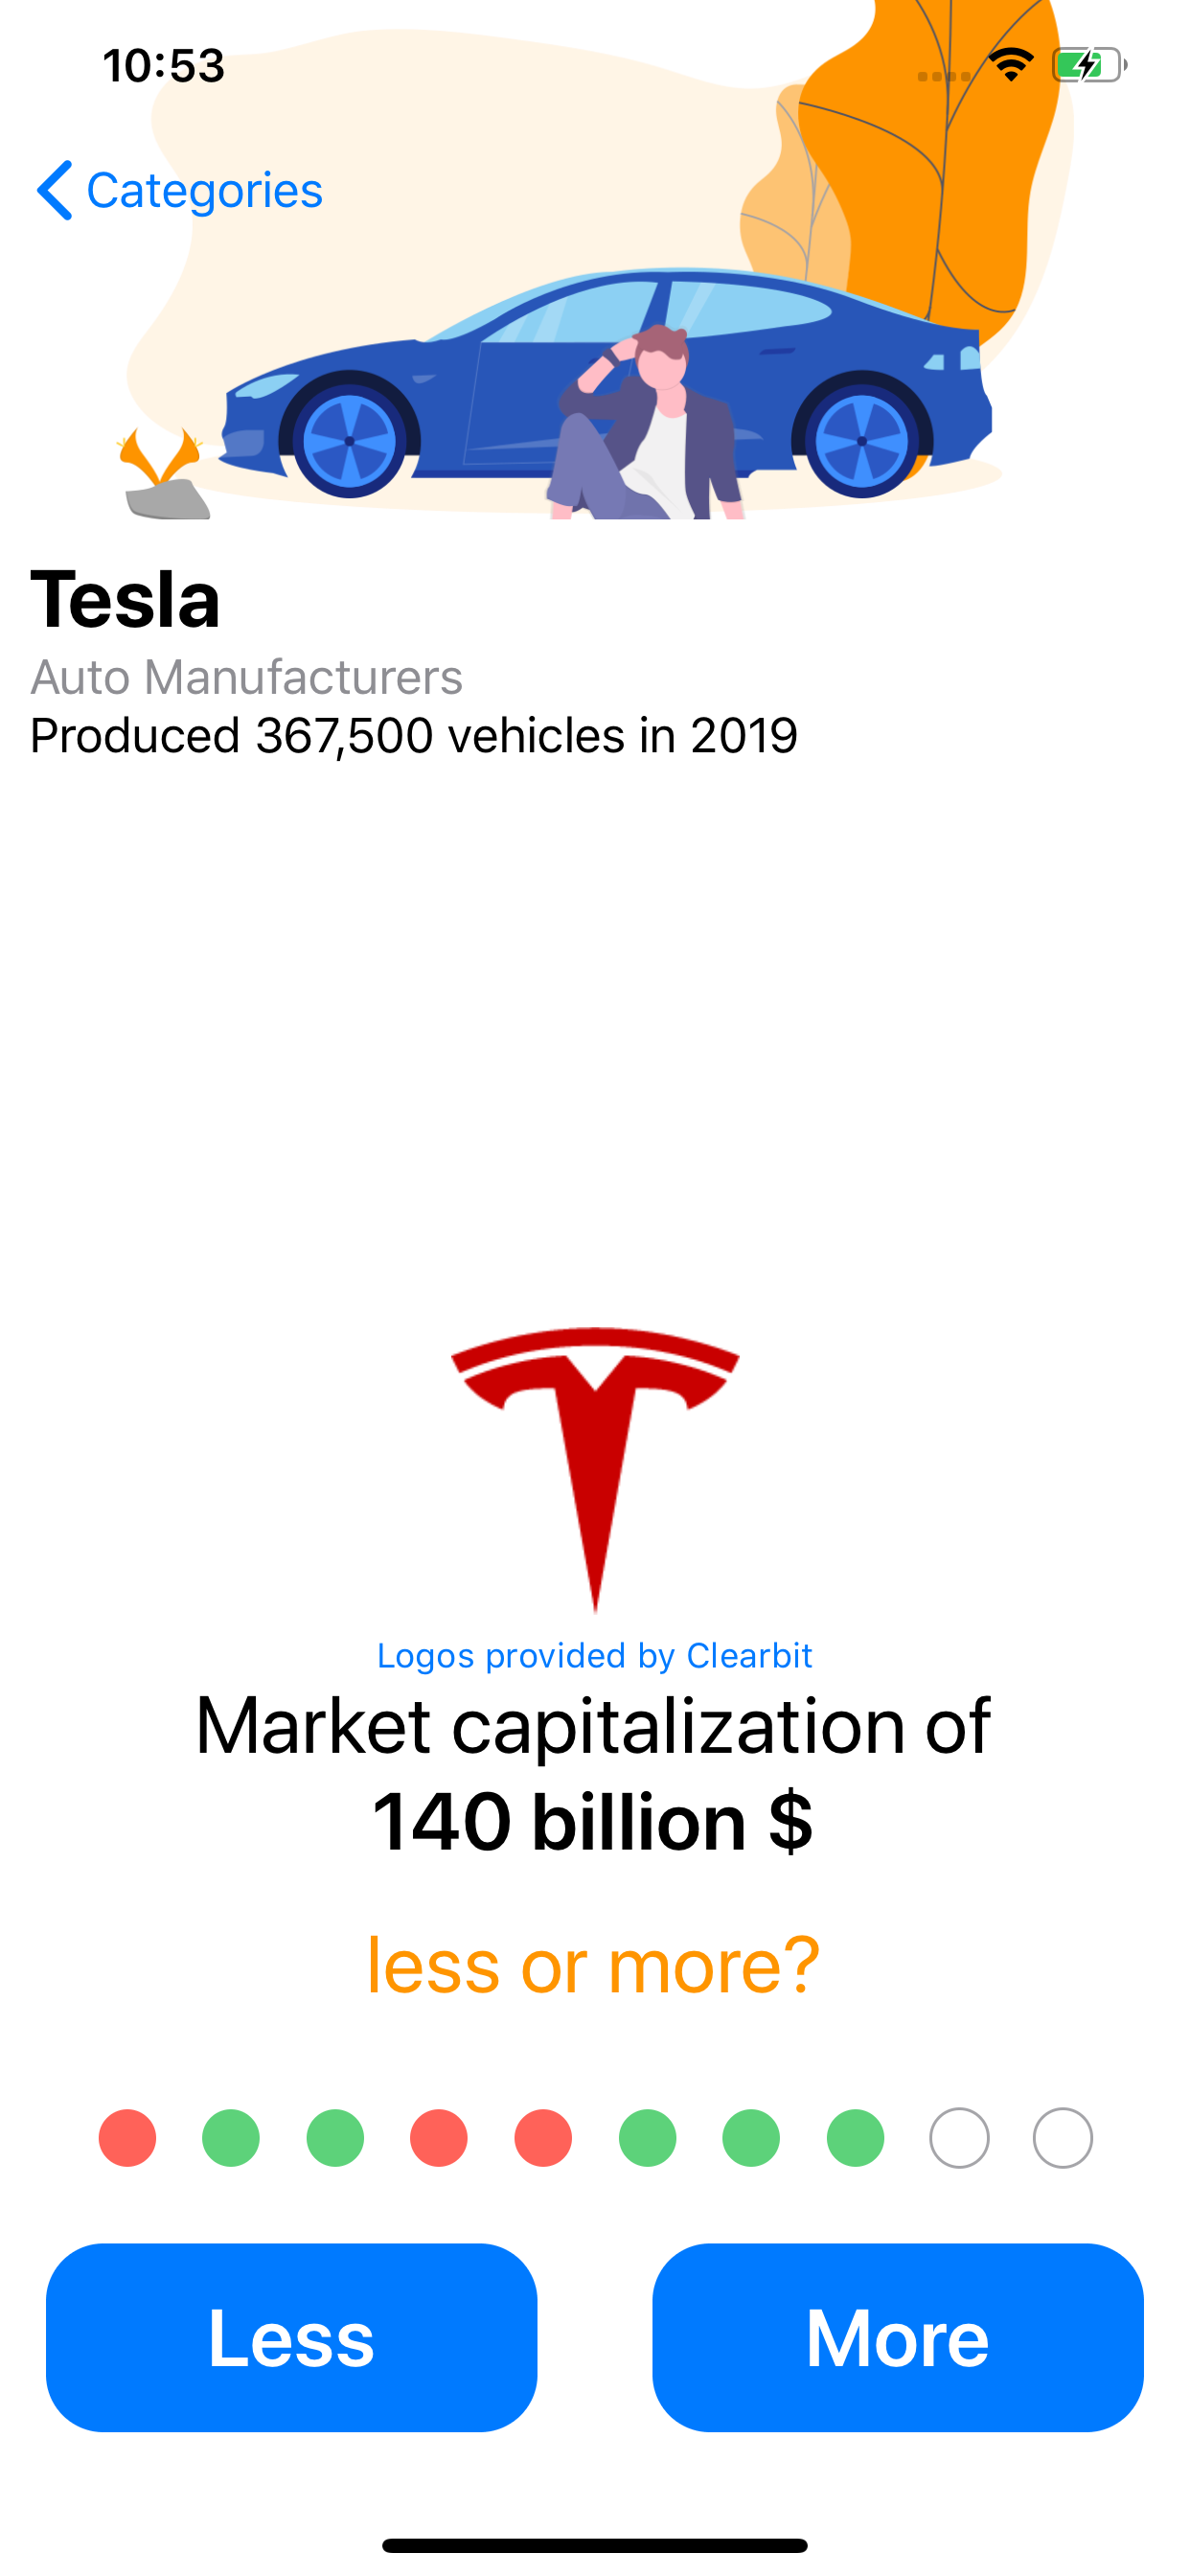 10:53
Categories
Tesla
Auto Manufacturers
Produced 367,500 vehicles in 2019
Logos provided by Clearbit
Market capitalization of
140 billion $
less or more?
Less
More